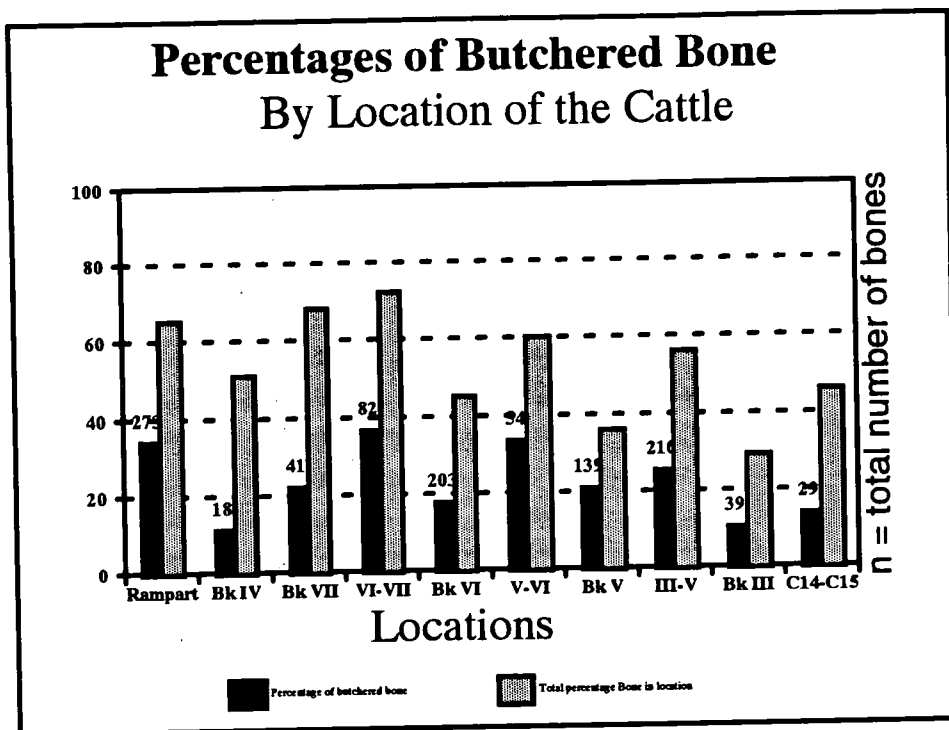 Percentages of Butchered Bone
By Location of the Cattle
100
80
60
40
20
0
18
41
82
203
139
216
39
29
n = total number of bones
Rampart Bk IV Bk VII VI-VII Bk VI V-VI Bk V III-V Bk III C14-C15
Locations
Percentage of butchered bone
Total percentage Bone in location